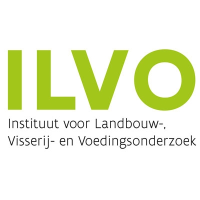 ILVO
Instituut voor Landbouw-,
Visserij- en Voedingsonderzoek